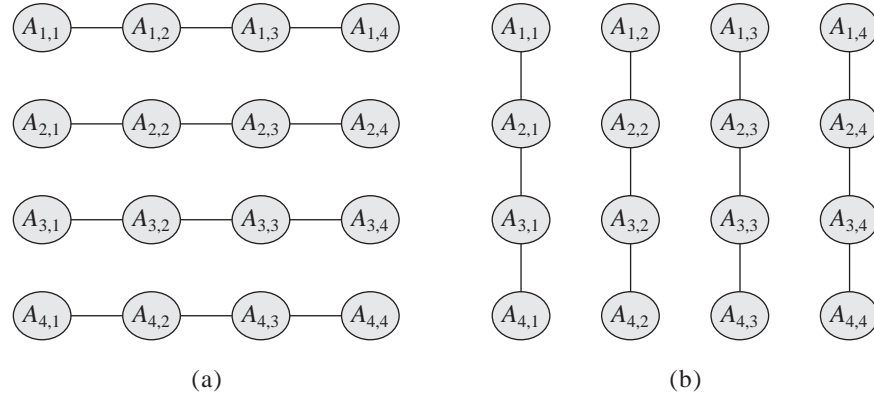 A1,1 A1,2 A1,3 A1,4 A1,1 A1,2 A1,3 A1,4
A2,1 A2,2 A2,3 A2,4 A2,1 A2,2 A2,3 A2,4
A3,1 A3,2 A3,3 A3,4 A3,1 A3,2 A3,3 A3,4
A4,1 A4,2 A4,3 A4,4 A4,1 A4,2 A4,3 A4,4
(a) (b)